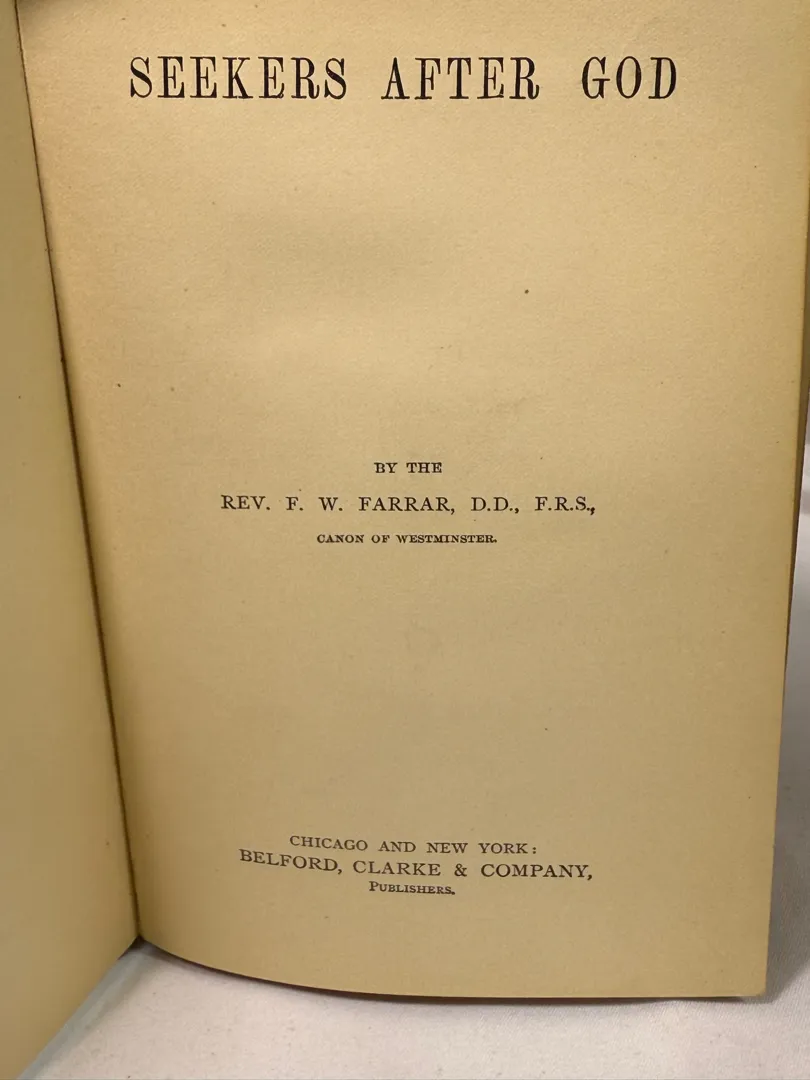 SEEKERS AFTER GOD
BY THE
REV. F. W. FARRAR, D.D., F.R.S.,
CANON OF WESTMINSTER.
CHICAGO AND NEW YORK:
BELFORD, CLARKE & COMPANY,
PUBLISHERS.